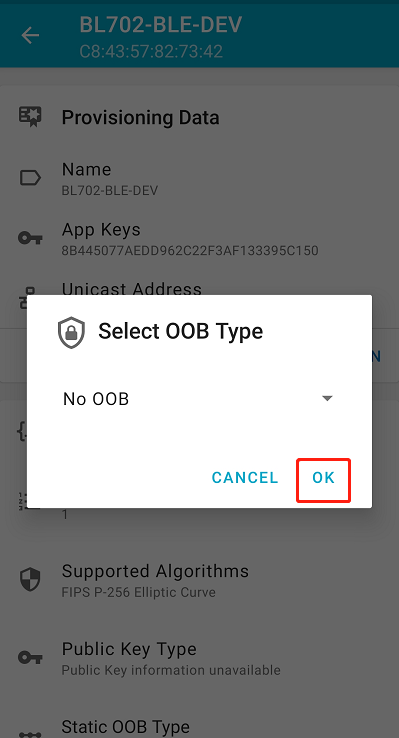 BL702-BLE-DEV
C8:43:57:82:73:42
Provisioning Data
Name
BL702-BLE-DEV
App Keys
8B445077AEDD962C22F3AF133395C150
Unicast Address
N
Select OOB Type
No OOB
CANCEL
OK
1
Supported Algorithms
FIPS P-256 Elliptic Curve
Public Key Type
Public Key information unavailable
Static OOB Type